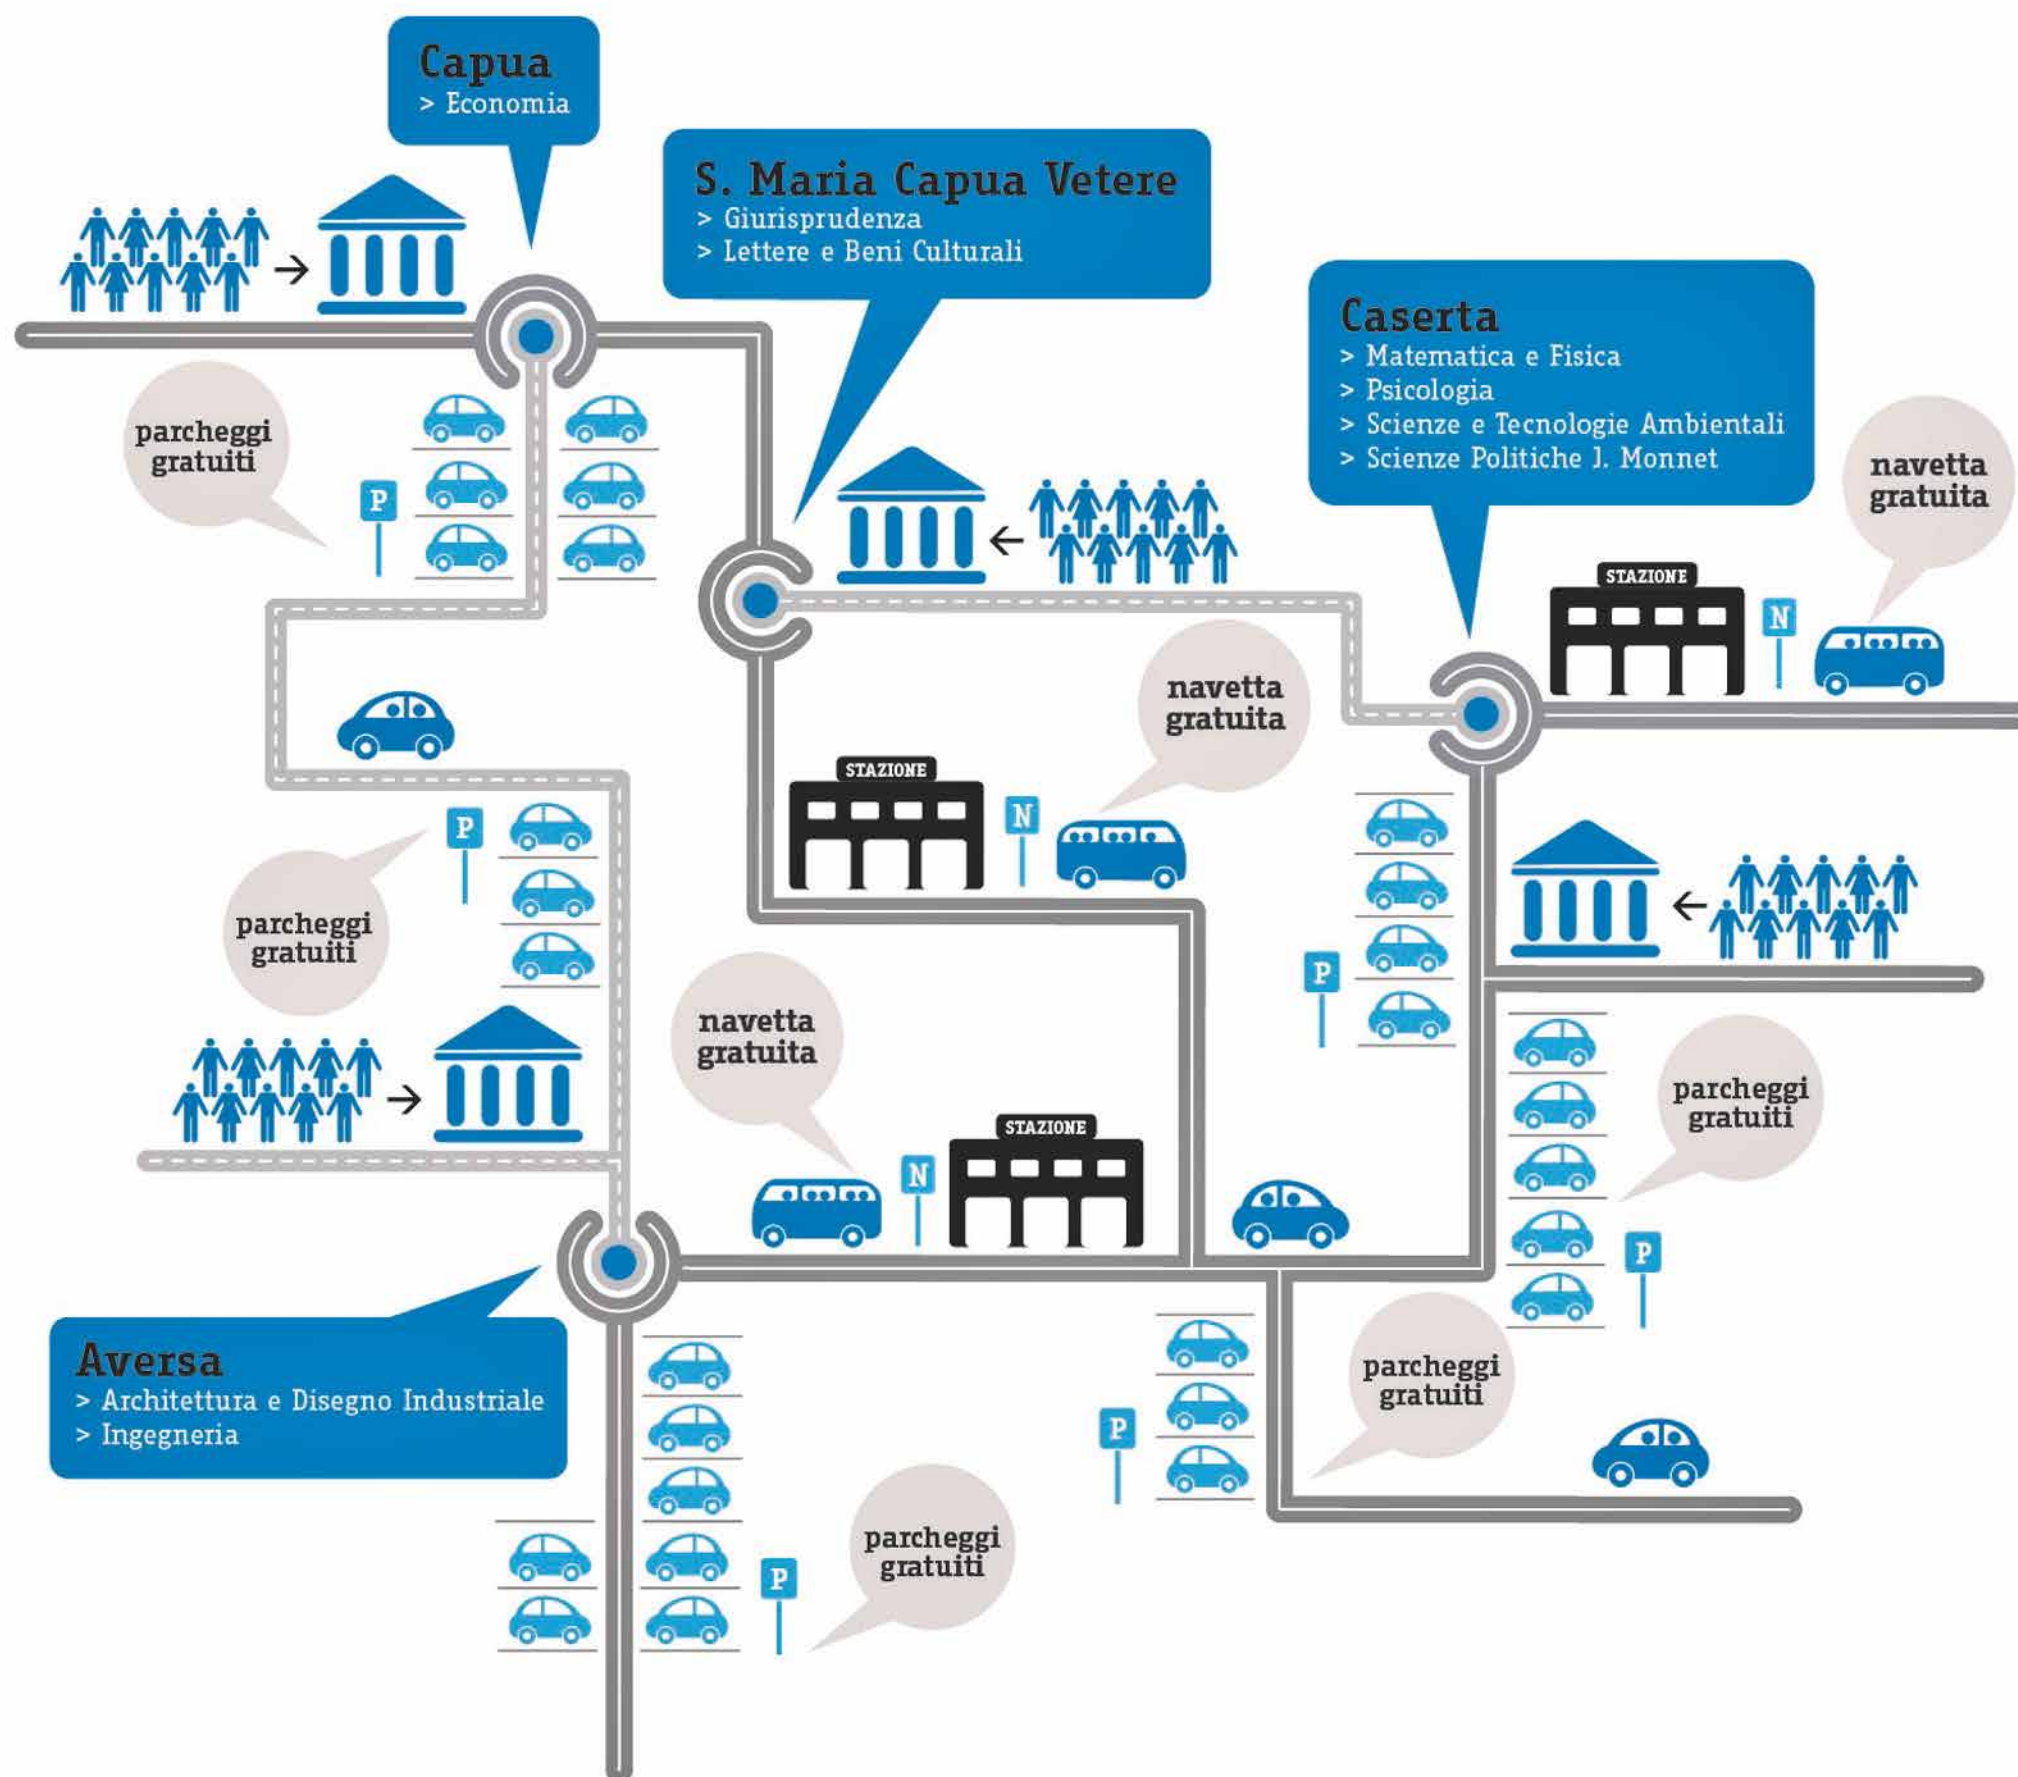 Capua
> Economia
S. Maria Capua Vetere
> Giurisprudenza
> Lettere e Beni Culturali
Caserta
> Matematica e Fisica
> Psicologia
> Scienze e Tecnologie Ambientali
> Scienze Politiche J. Monnet
navetta
gratuita
parcheggi
gratuiti
P
STAZIONE
N
navetta
gratuita
STAZIONE
N
P
parcheggi
gratuiti
P
navetta
gratuita
parcheggi
gratuiti
STAZIONE
N
P
Aversa
> Architettura e Disegno Industriale
> Ingegneria
parcheggi
gratuiti
P
parcheggi
gratuiti
P